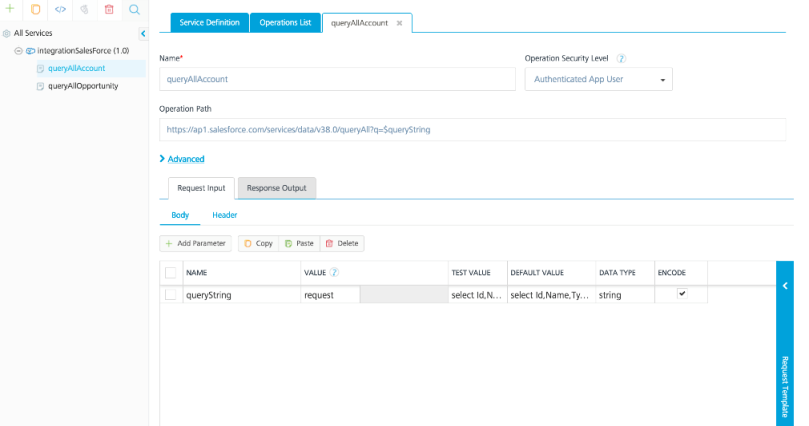 Service Definition
Operations List
queryAllAccount
All Services
integrationSalesForce (1.0)
queryAllAccount
queryAllOpportunity
Name*
Operation Security Level ?
queryAllAccount
Authenticated App User
Operation Path
https://ap1.salesforce.com/services/data/v38.0/queryAll?q=$queryString
Advanced
Request Input
Response Output
Body
Header
Add Parameter
Copy
Paste
Delete
NAME
VALUE ?
TEST VALUE
DEFAULT VALUE
DATA TYPE
ENCODE
queryString
request
select Id,N...
select Id,Name,Ty...
string
Request Template